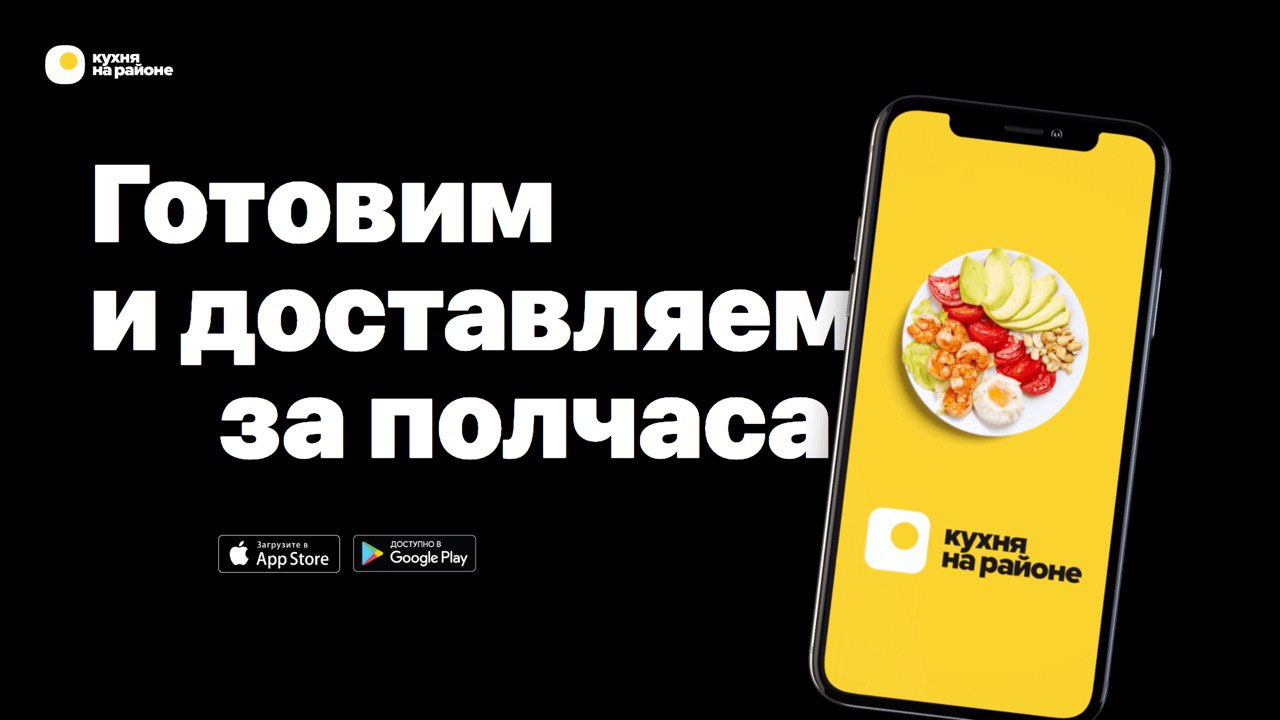 кухня
на районе
Готовим
и доставляем
за полчаса
Загрузите в
App Store
ДОСТУПНО В
Google Play
кухня
на районе